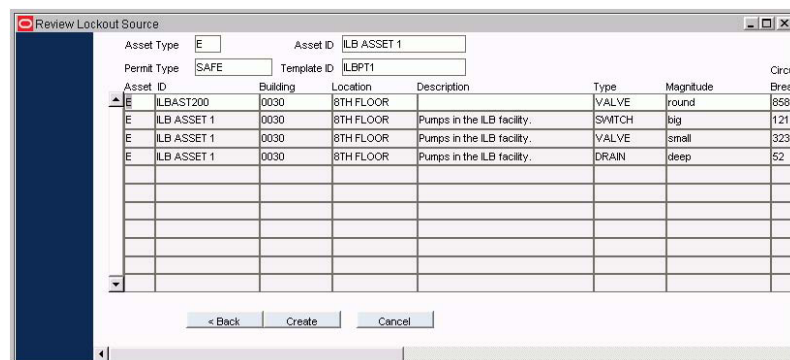 Review Lockout Source
Asset Type E Asset ID ILB ASSET 1
Permit Type SAFE Template ID ILBPT1
Circu
Asset ID Building Location Description Type Magnitude Brea
E ILBAST200 0030 8TH FLOOR VALVE round 858
E ILB ASSET 1 0030 8TH FLOOR Pumps in the ILB facility. SWITCH big 121
E ILB ASSET 1 0030 8TH FLOOR Pumps in the ILB facility. VALVE small 323
E ILB ASSET 1 0030 8TH FLOOR Pumps in the ILB facility. DRAIN deep 52
< Back Create Cancel